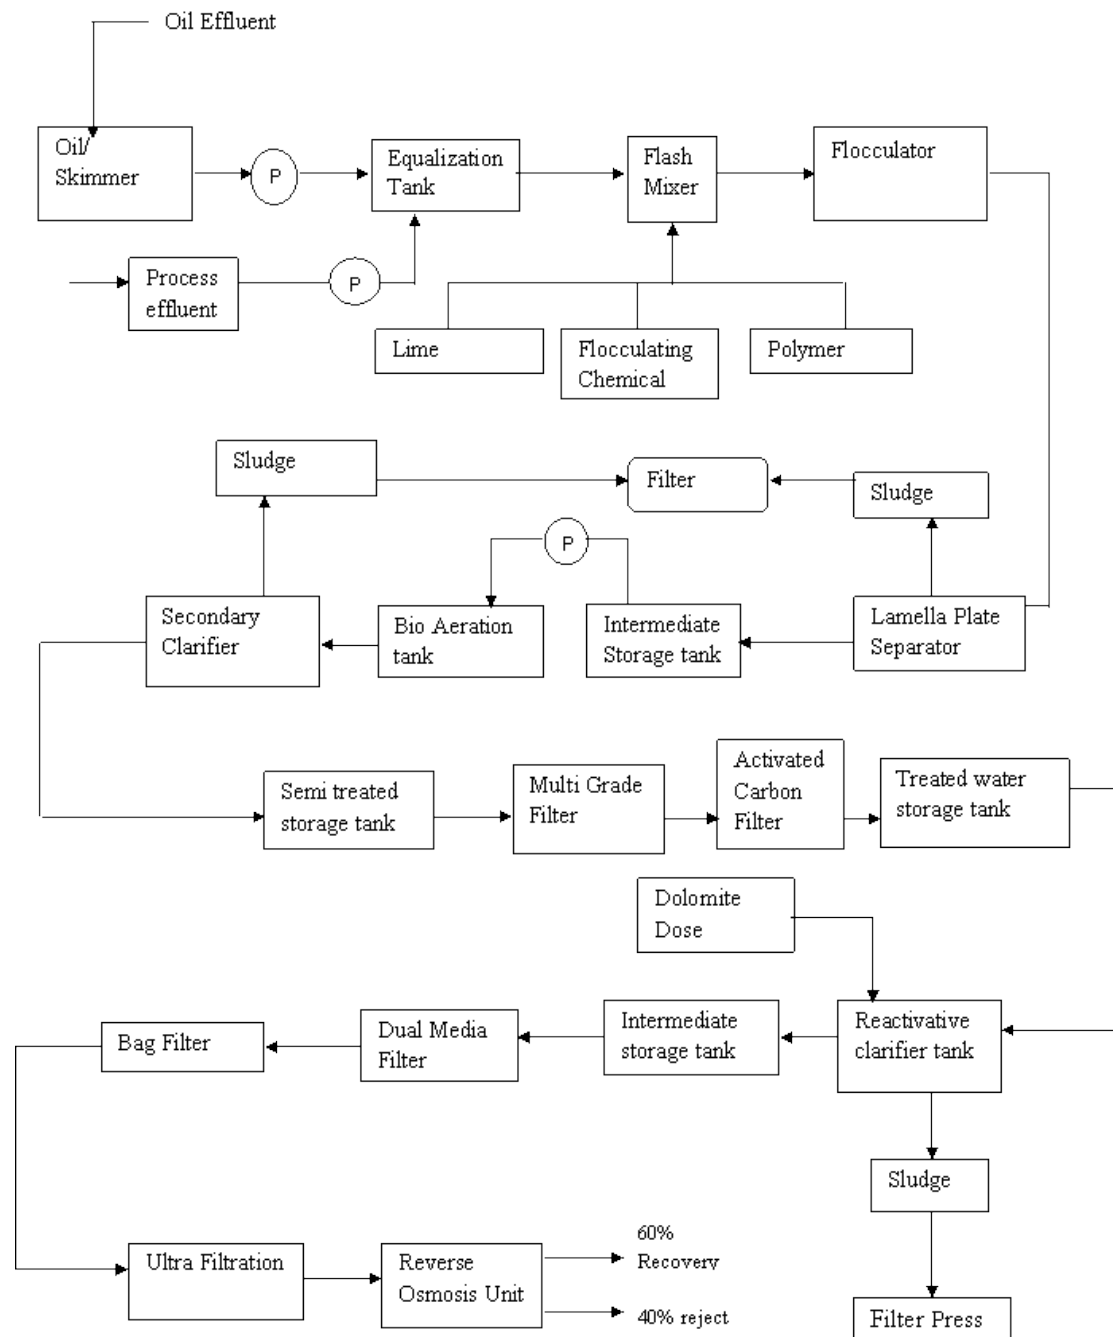 Oil Effluent
Oil/
Skimmer
P
Equalization
Tank
Flash
Mixer
Flocculator
Process
effluent
P
Lime
Flocculating
Chemical
Polymer
Sludge
Filter
Sludge
P
Secondary
Clarifier
Bio Aeration
tank
Intermediate
Storage tank
Lamella Plate
Separator
Semi treated
storage tank
Multi Grade
Filter
Activated
Carbon
Filter
Treated water
storage tank
Dolomite
Dose
Bag Filter
Dual Media
Filter
Intermediate
storage tank
Reactivative
clarifier tank
Sludge
Ultra Filtration
Reverse
Osmosis Unit
60%
Recovery
40% reject
Filter Press